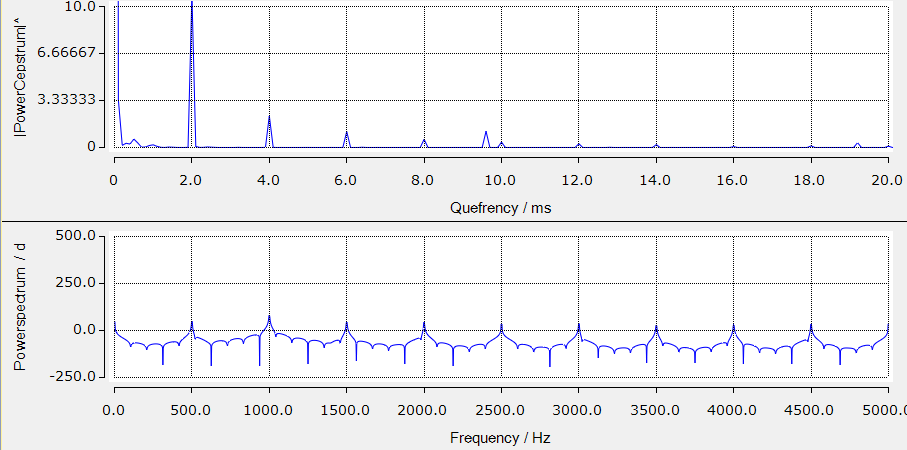 10.0
6.66667
3.33333
0
|PowerCepstrum|^
0 2.0 4.0 6.0 8.0 10.0 12.0 14.0 16.0 18.0 20.0
Quefrency / ms
500.0
250.0
0.0
-250.0
Powerspectrum / d
0.0 500.0 1000.0 1500.0 2000.0 2500.0 3000.0 3500.0 4000.0 4500.0 5000.0
Frequency / Hz